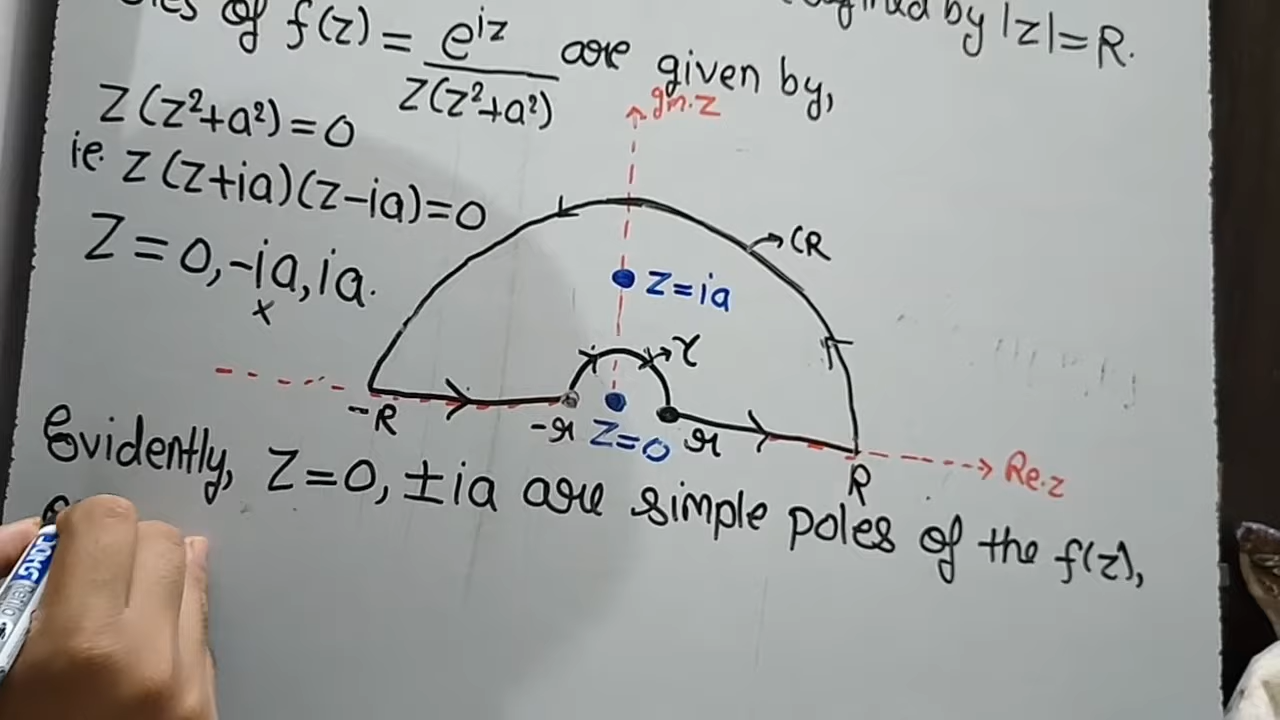 of f(z) = e^{iz} / z(z²+a²) are given by,
by |z|=R.
z(z²+a²)=0
ie. z(z+ia)(z-ia)=0
z=0,-ia,ia.
x
Im.z
CR
z=ia
r
-R
-r
z=0
r
R
Re.z
Evidently, z=0, ±ia are simple poles of the f(z),